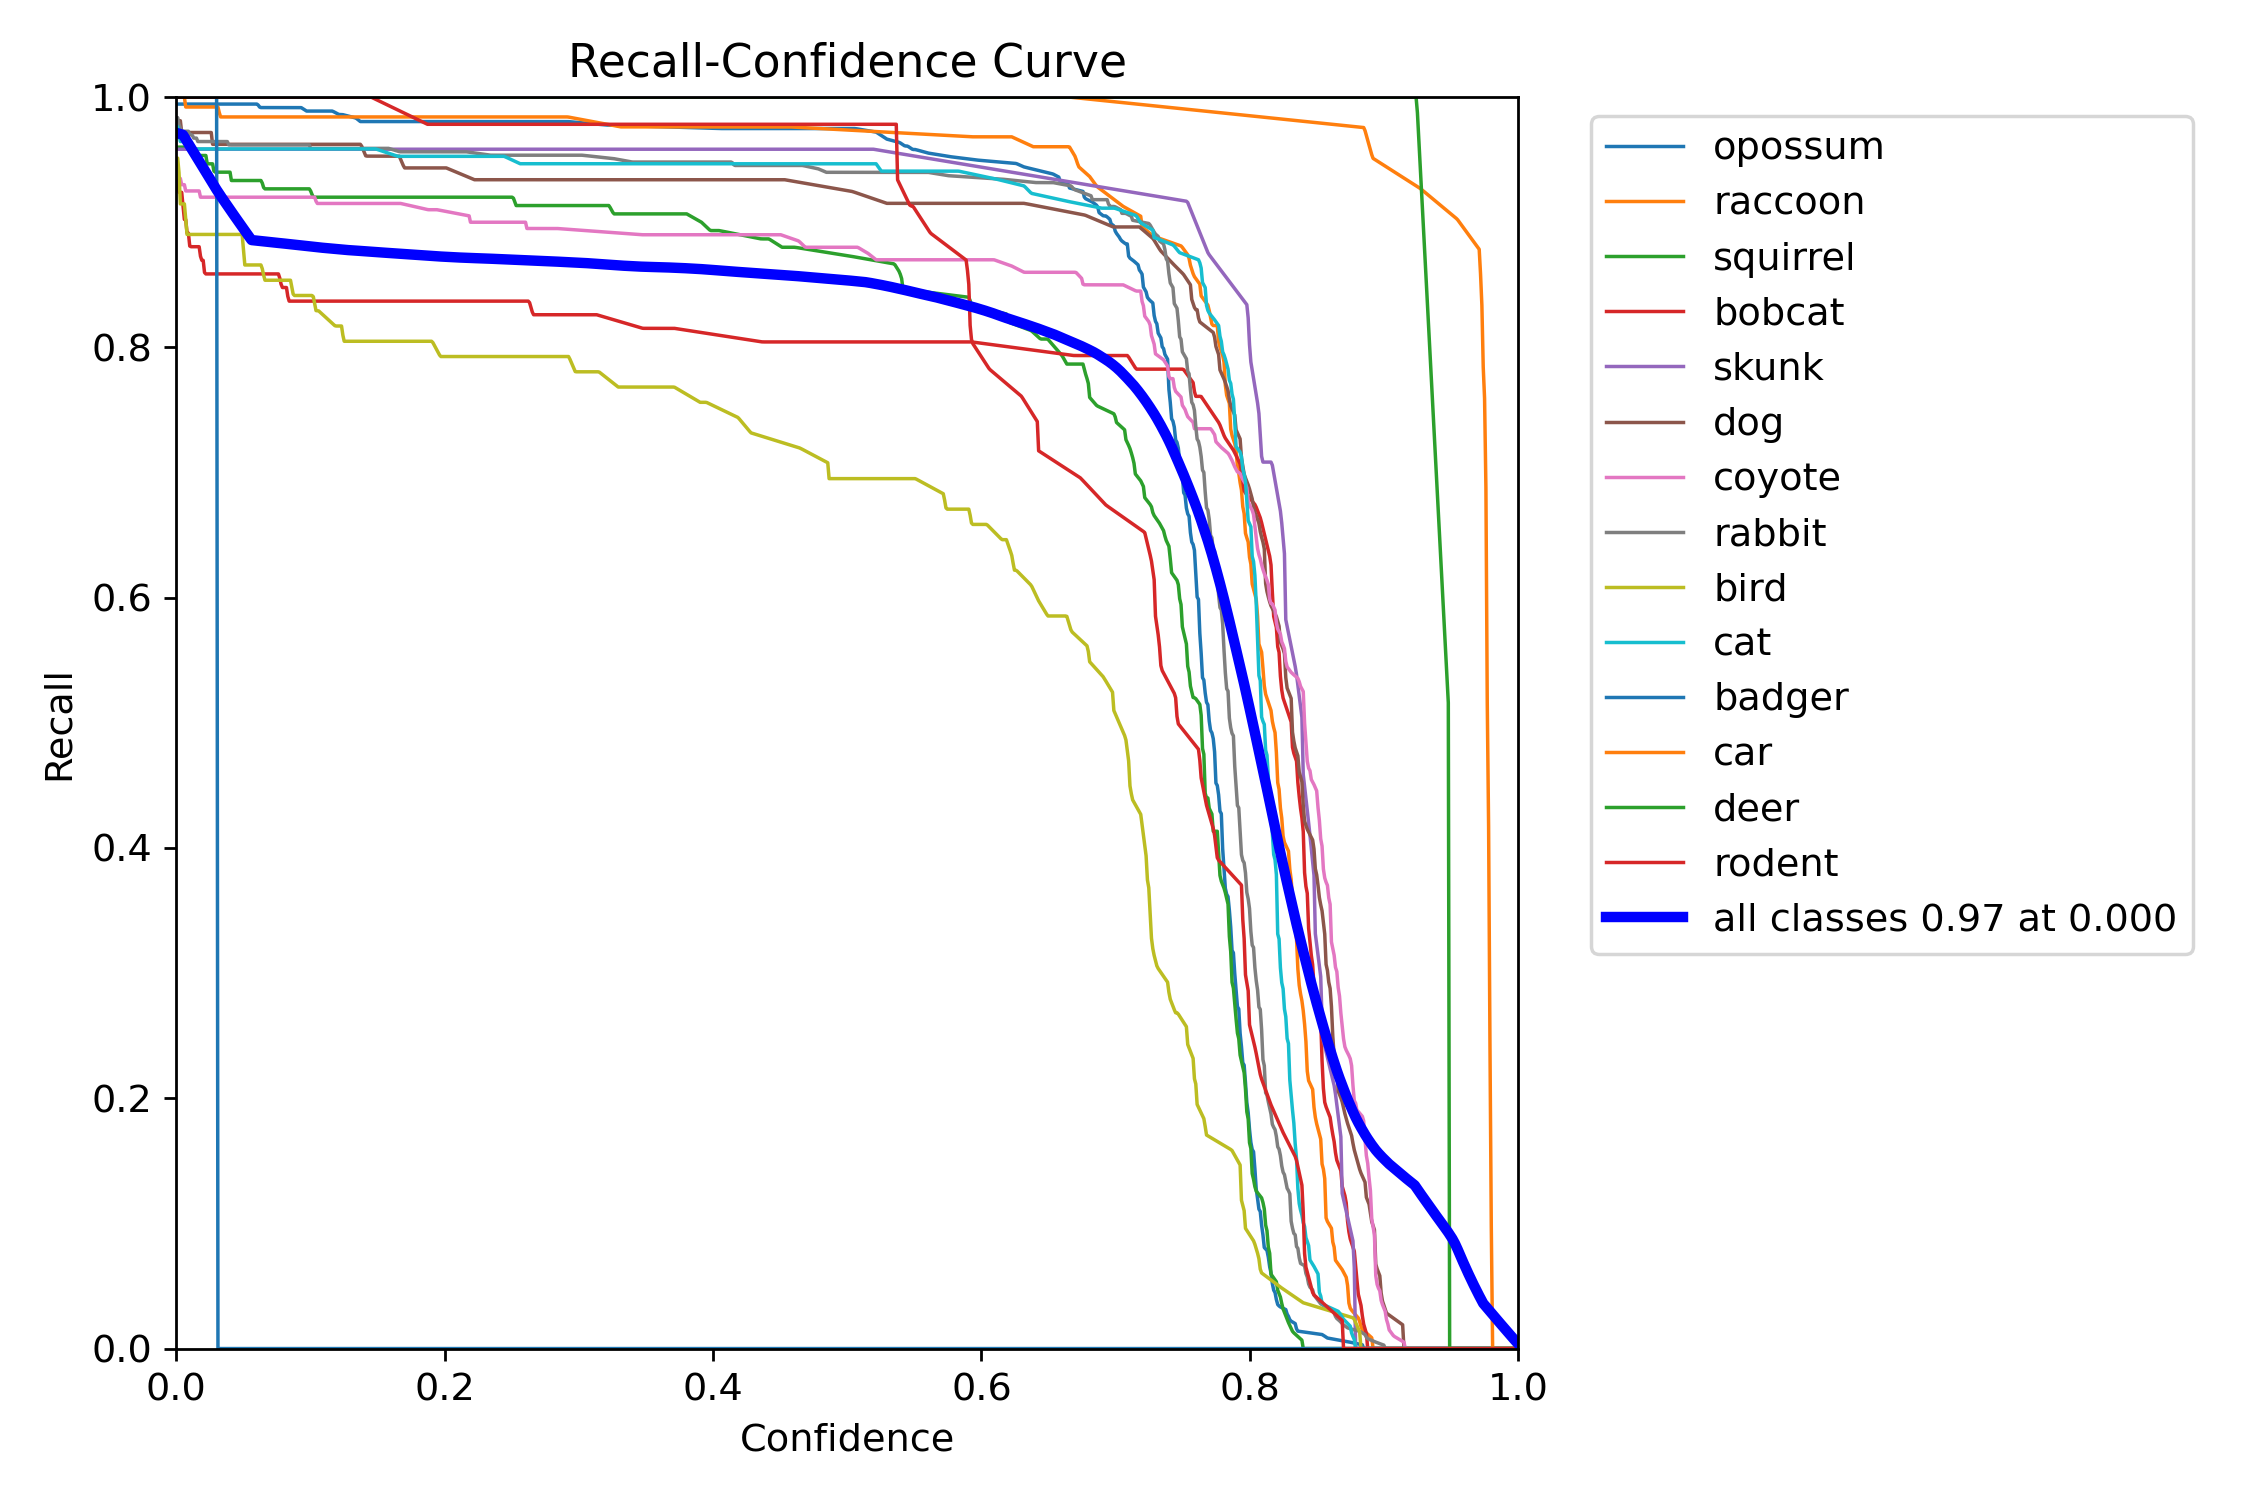 Recall-Confidence Curve
1.0
0.8
0.6
0.4
0.2
0.0
Recall
0.0 0.2 0.4 0.6 0.8 1.0
Confidence
opossum
raccoon
squirrel
bobcat
skunk
dog
coyote
rabbit
bird
cat
badger
car
deer
rodent
all classes 0.97 at 0.000